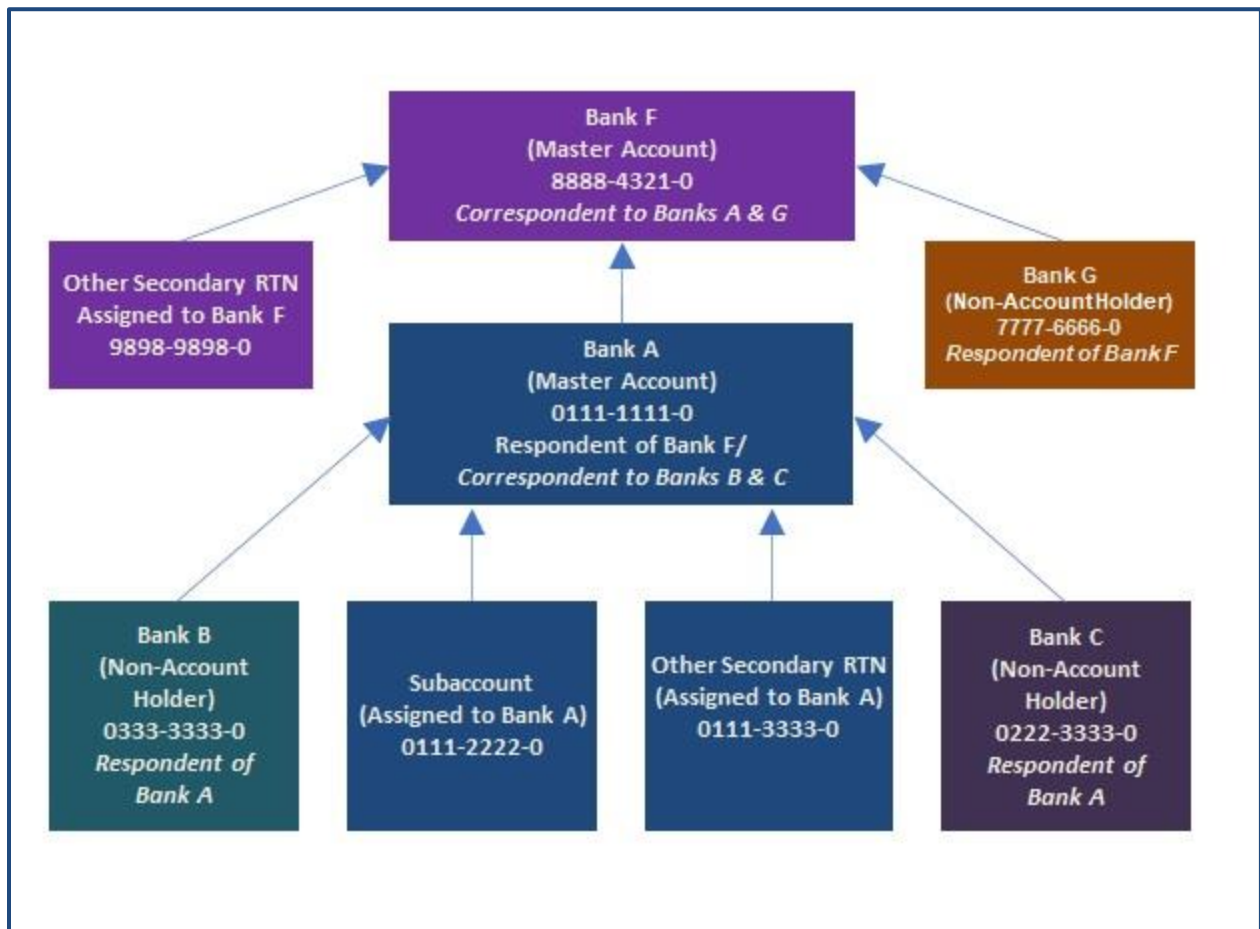 Bank F
(Master Account)
8888-4321-0
Correspondent to Banks A & G
Other Secondary RTN
Assigned to Bank F
9898-9898-0
Bank G
(Non-AccountHolder)
7777-6666-0
Respondent of Bank F
Bank A
(Master Account)
0111-1111-0
Respondent of Bank F/
Correspondent to Banks B & C
Bank B
(Non-Account
Holder)
0333-3333-0
Respondent of
Bank A
Subaccount
(Assigned to Bank A)
0111-2222-0
Other Secondary RTN
(Assigned to Bank A)
0111-3333-0
Bank C
(Non-Account
Holder)
0222-3333-0
Respondent of
Bank A